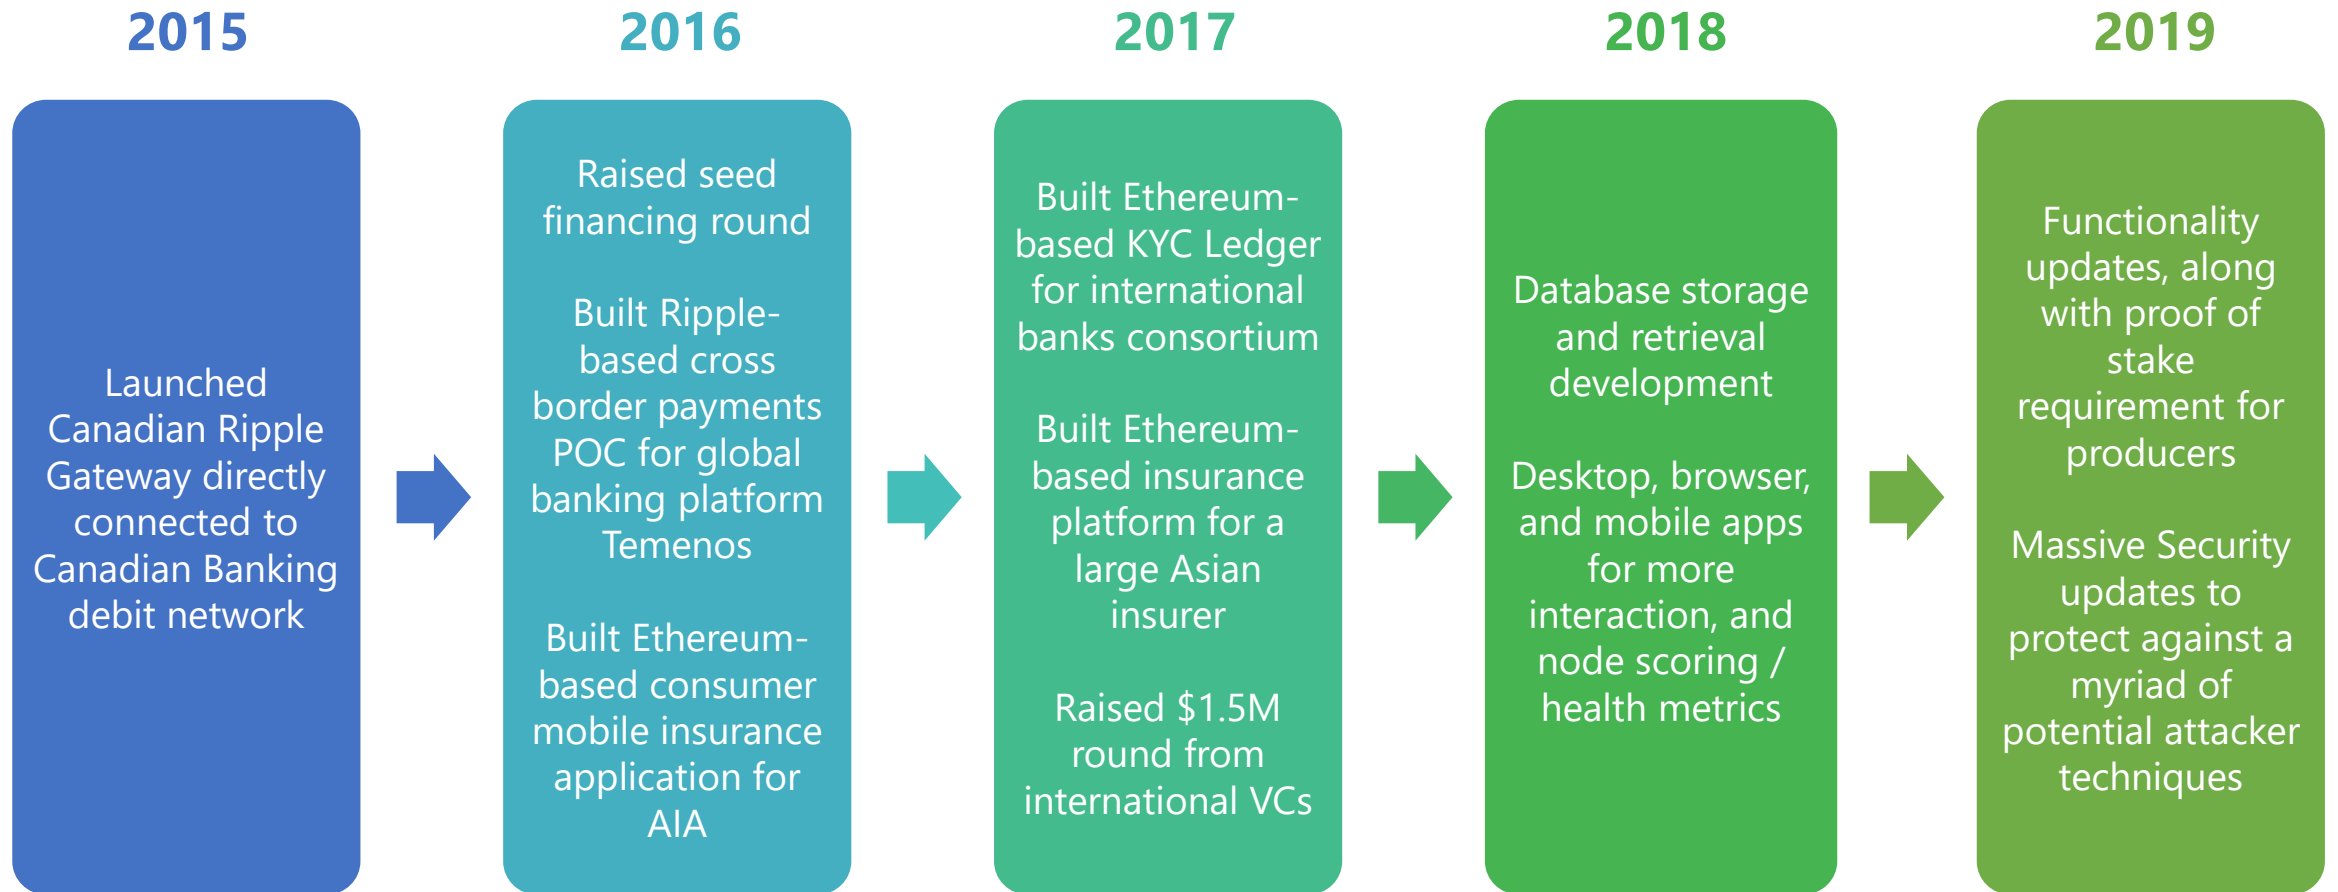 2015
Launched
Canadian Ripple
Gateway directly
connected to
Canadian Banking
debit network
2016
Raised seed
financing round
Built Ripple-
based cross
border payments
POC for global
banking platform
Temenos
Built Ethereum-
based consumer
mobile insurance
application for
AIA
2017
Built Ethereum-
based KYC Ledger
for international
banks consortium
Built Ethereum-
based insurance
platform for a
large Asian
insurer
Raised $1.5M
round from
international VCs
2018
Database storage
and retrieval
development
Desktop, browser,
and mobile apps
for more
interaction, and
node scoring /
health metrics
2019
Functionality
updates, along
with proof of
stake
requirement for
producers
Massive Security
updates to
protect against a
myriad of
potential attacker
techniques